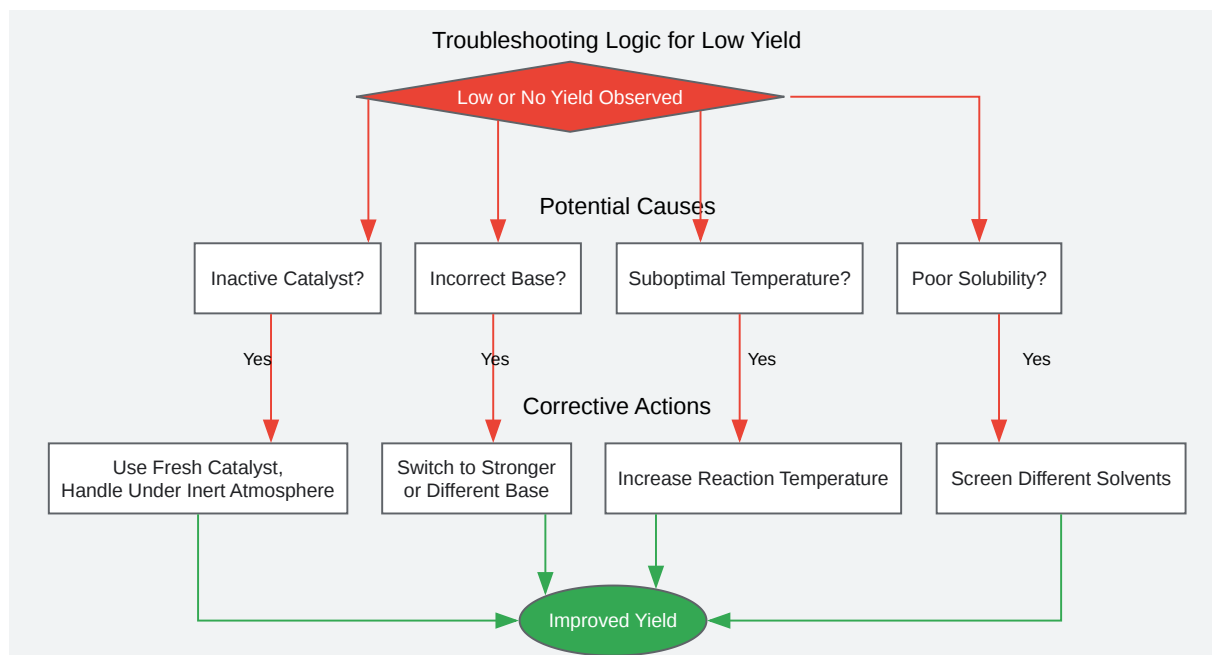 Troubleshooting Logic for Low Yield
Low or No Yield Observed
Potential Causes
Inactive Catalyst?
Incorrect Base?
Suboptimal Temperature?
Poor Solubility?
Yes
Yes
Yes
Yes
Corrective Actions
Use Fresh Catalyst,
Handle Under Inert Atmosphere
Switch to Stronger
or Different Base
Increase Reaction Temperature
Screen Different Solvents
Improved Yield